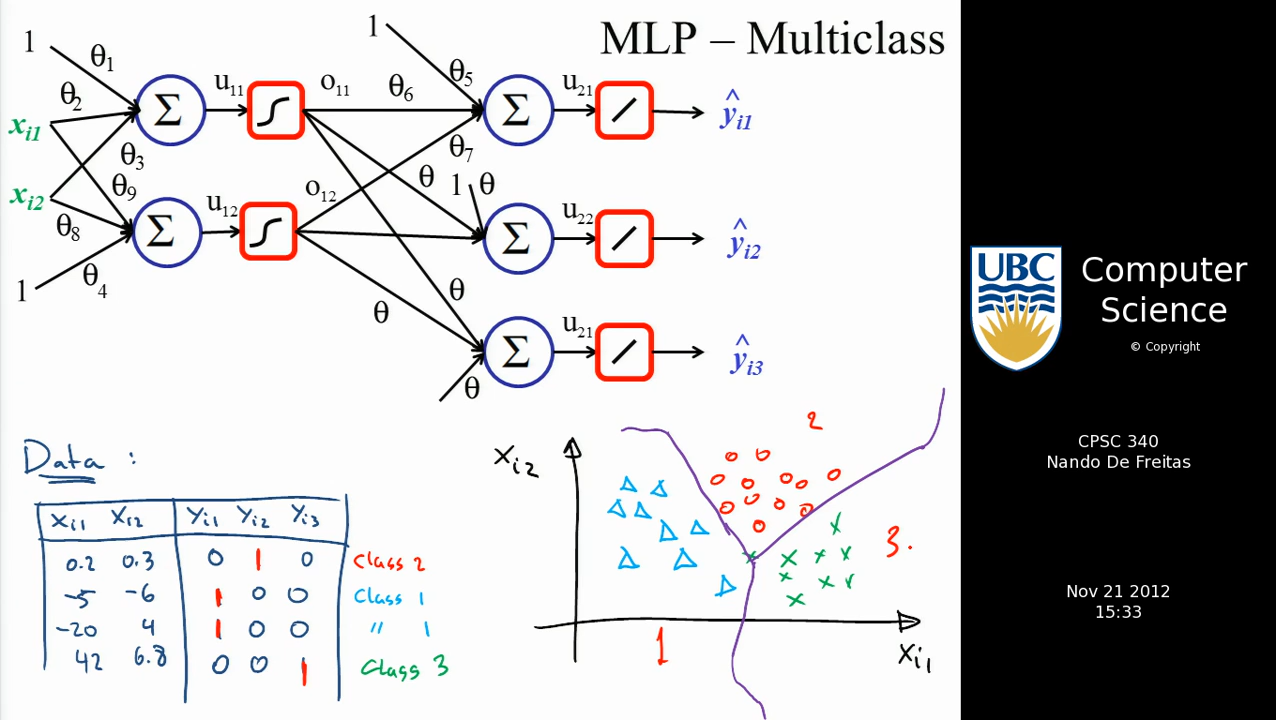 MLP – Multiclass
1 θ1 u11 o11 θ6 1 θ5 u21 ŷi1
θ2
xi1
θ3 θ7
xi2 θ9 u12 o12 θ 1 θ u22 ŷi2
θ8
1 θ4 θ θ u21 ŷi3
θ
Data :
xi1 xi2 yi1 yi2 yi3
0.2 0.3 0 1 0 class 2
-5 -6 1 0 0 class 1
-20 4 1 0 0 " 1
42 6.8 0 0 1 class 3
xi2
2
3.
1
xi1
UBC
Computer
Science
© Copyright
CPSC 340
Nando De Freitas
Nov 21 2012
15:33